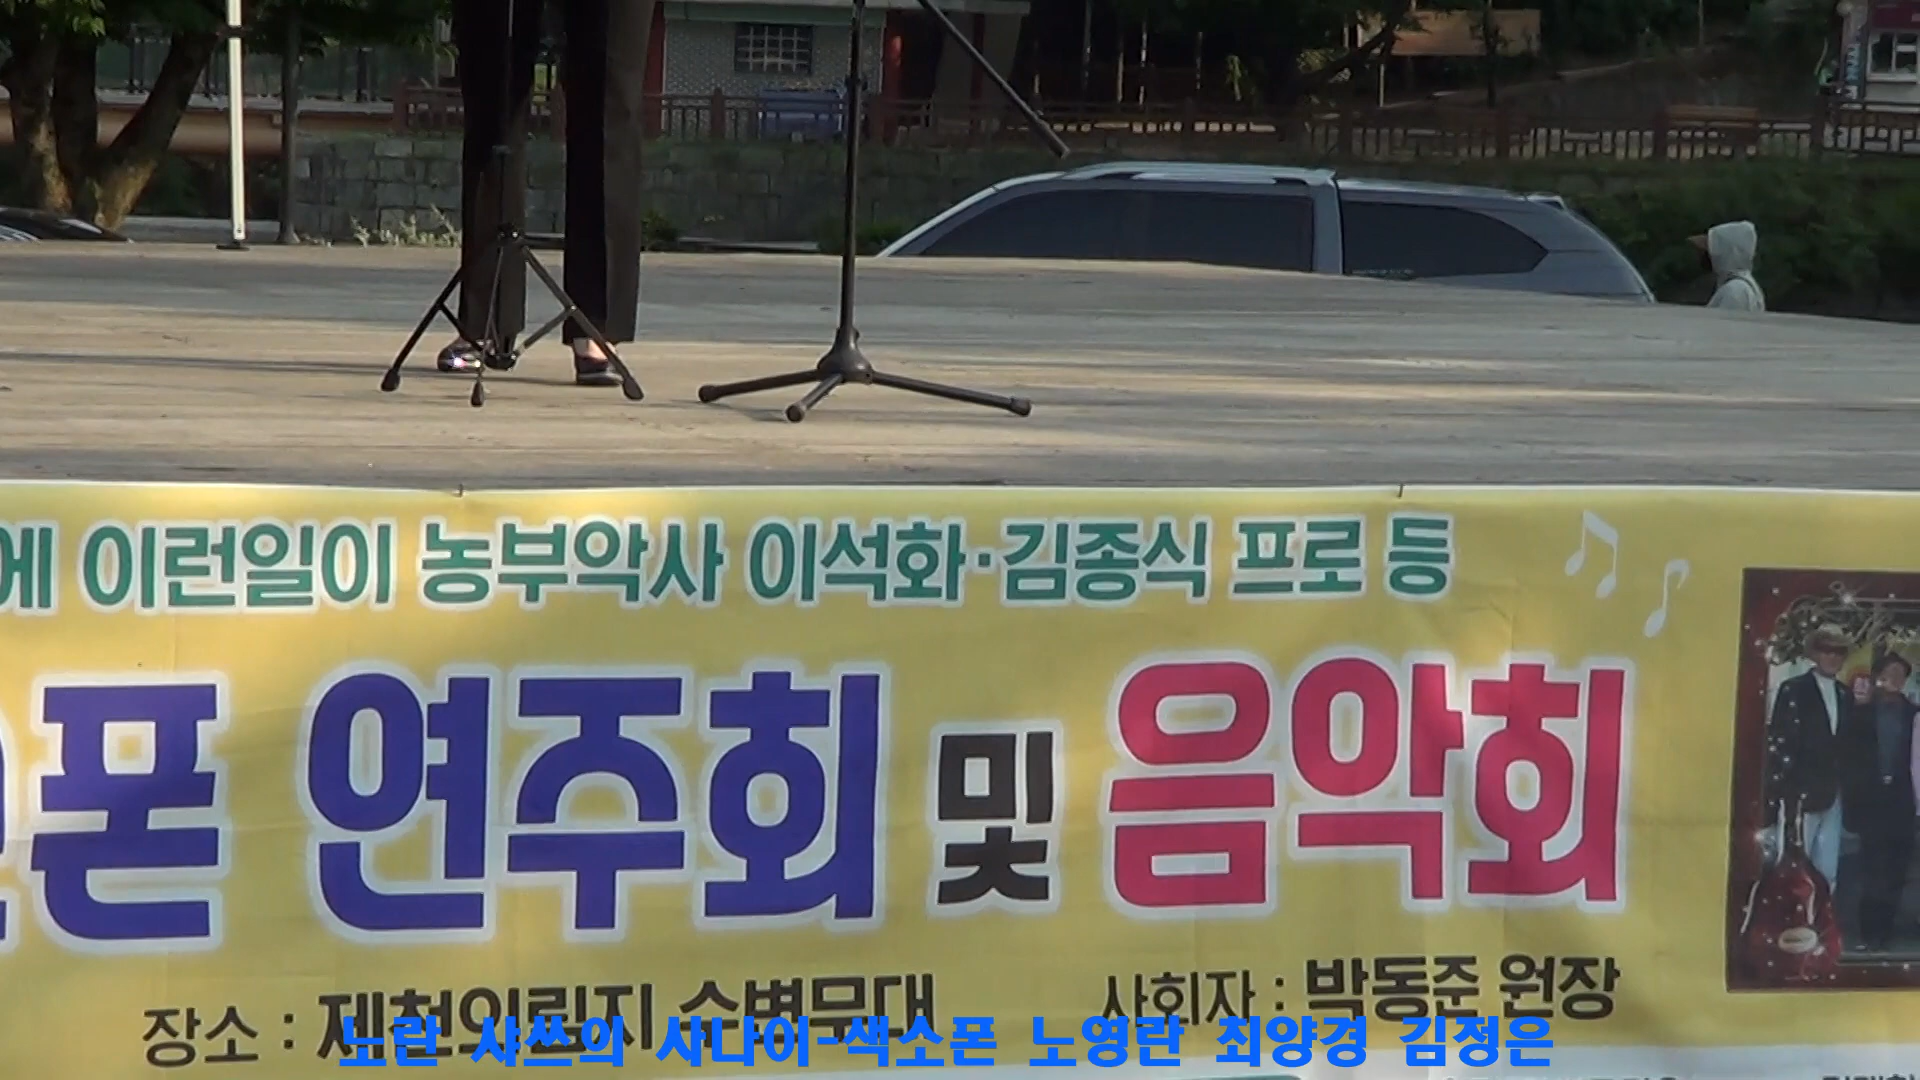 에 이런일이 농부악사 이석화·김종식 프로 등
폰 연주회 및 음악회
장소 : 제천의림지 수변무대 사회자 : 박동준 원장
노란 샤쓰의 사나이-색소폰 노영란 최양경 김정은